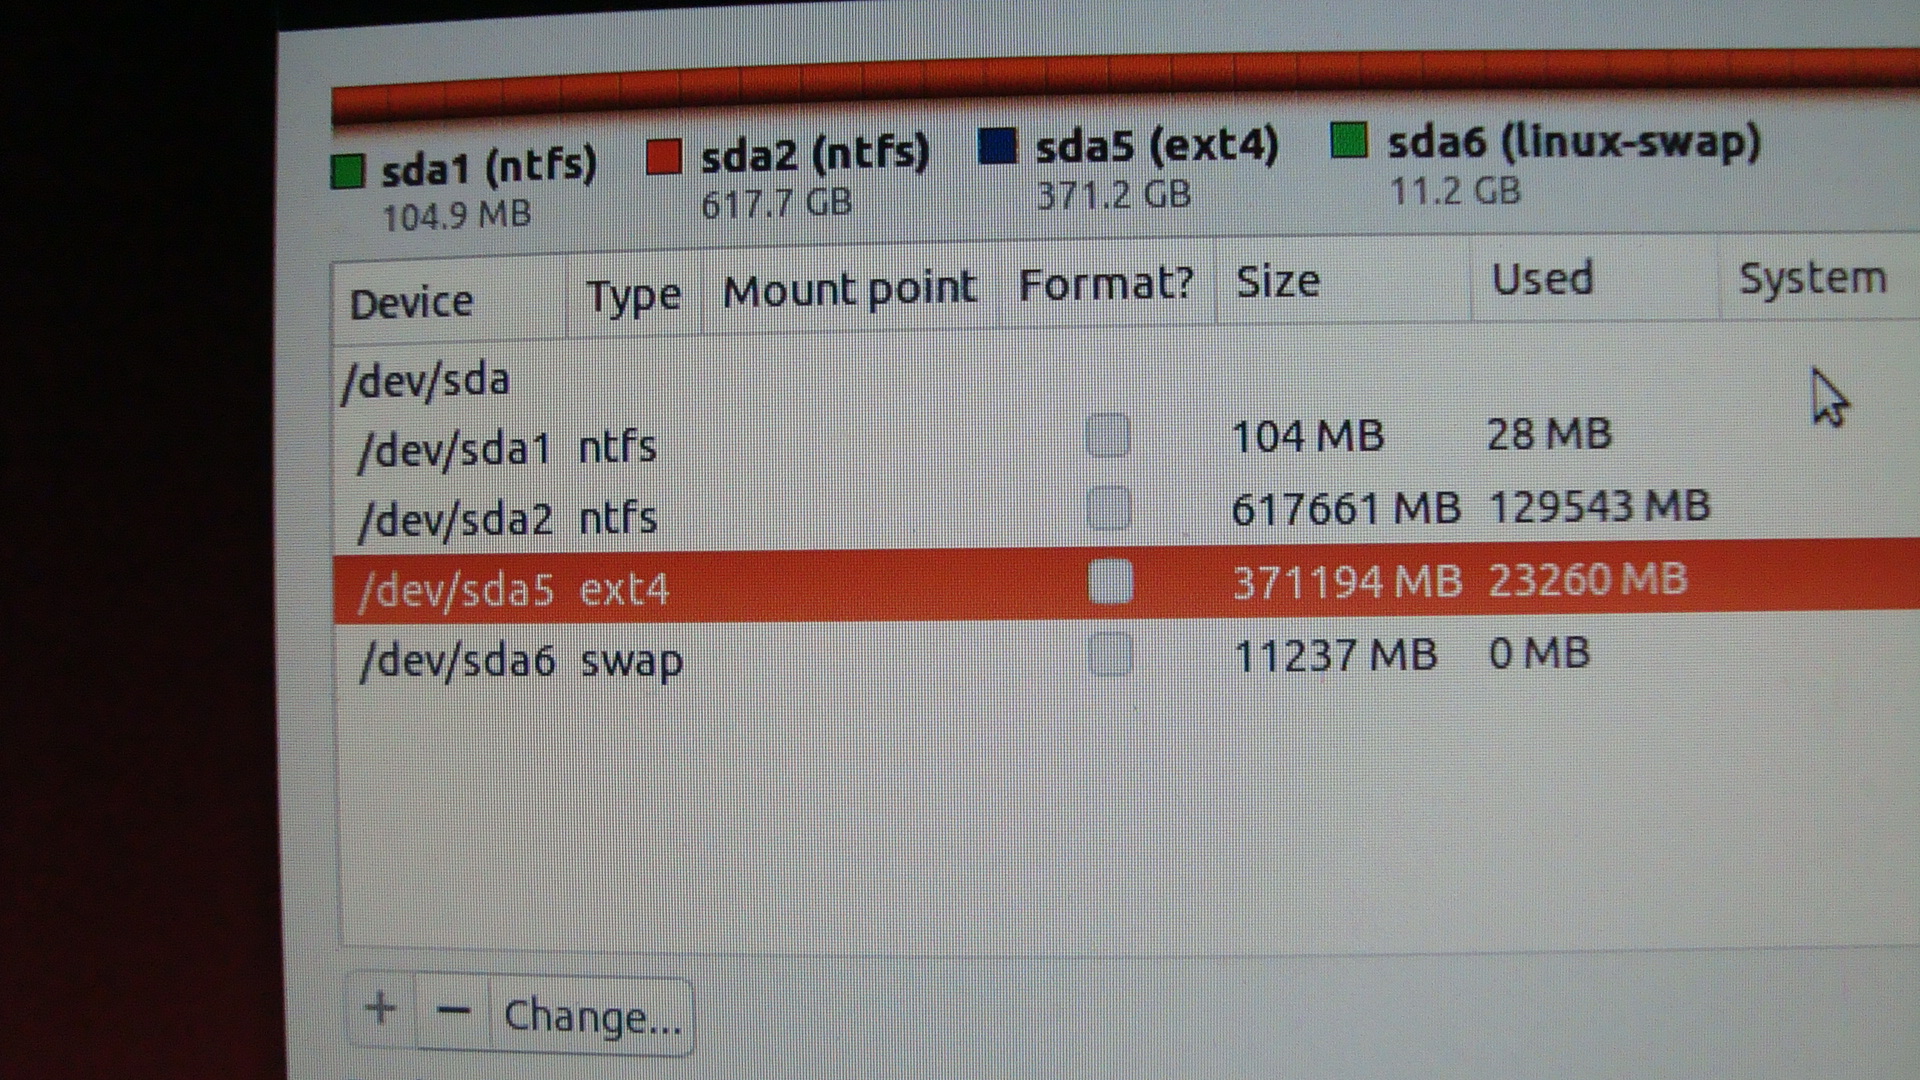 sda1 (ntfs) sda2 (ntfs) sda5 (ext4) sda6 (linux-swap)
104.9 MB 617.7 GB 371.2 GB 11.2 GB
Device Type Mount point Format? Size Used System
/dev/sda
/dev/sda1 ntfs 104 MB 28 MB
/dev/sda2 ntfs 617661 MB 129543 MB
/dev/sda5 ext4 371194 MB 23260 MB
/dev/sda6 swap 11237 MB 0 MB
+ − Change...